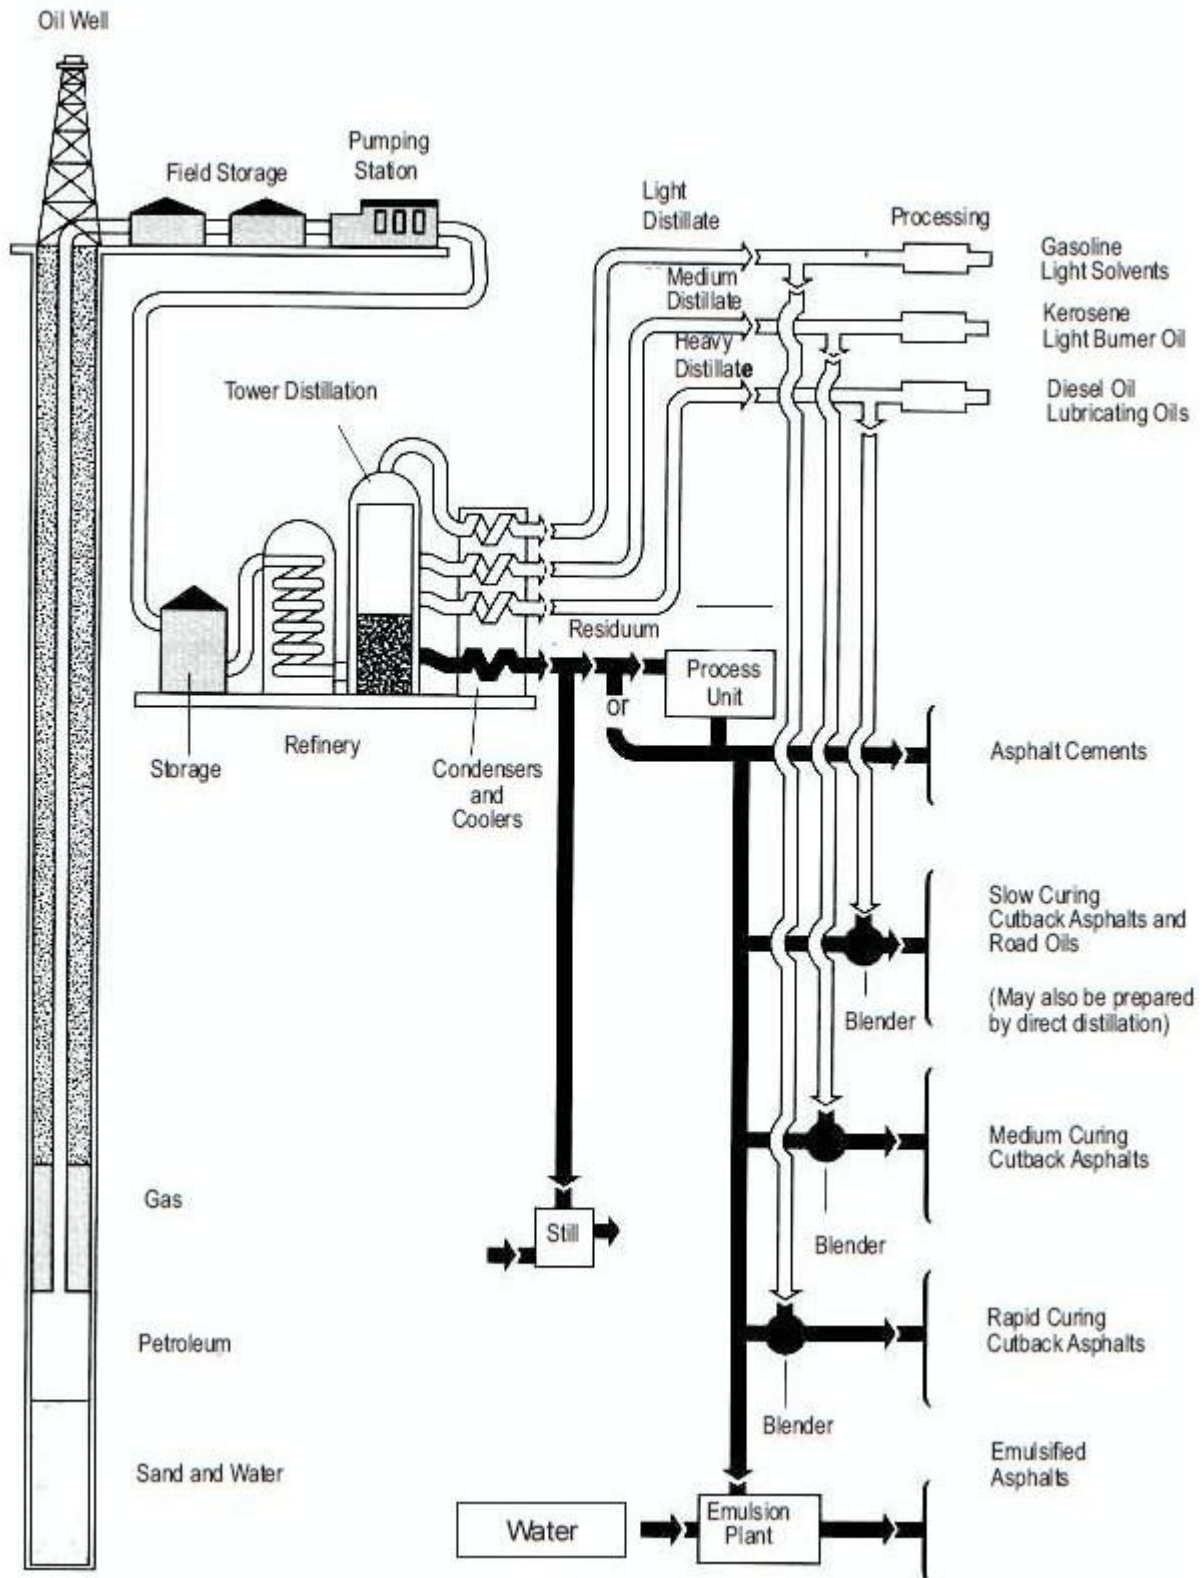 Oil Well
Pumping
Station
Field Storage
Light
Distillate
Processing
Gasoline
Light Solvents
Medium
Distillate
Kerosene
Light Burner Oil
Heavy
Distillate
Diesel Oil
Lubricating Oils
Tower Distillation
Residuum
Process
Unit
or
Refinery
Storage
Condensers
and
Coolers
Asphalt Cements
Slow Curing
Cutback Asphalts and
Road Oils
(May also be prepared
by direct distillation)
Blender
Medium Curing
Cutback Asphalts
Gas
Still
Blender
Rapid Curing
Cutback Asphalts
Petroleum
Blender
Sand and Water
Emulsified
Asphalts
Water
Emulsion
Plant